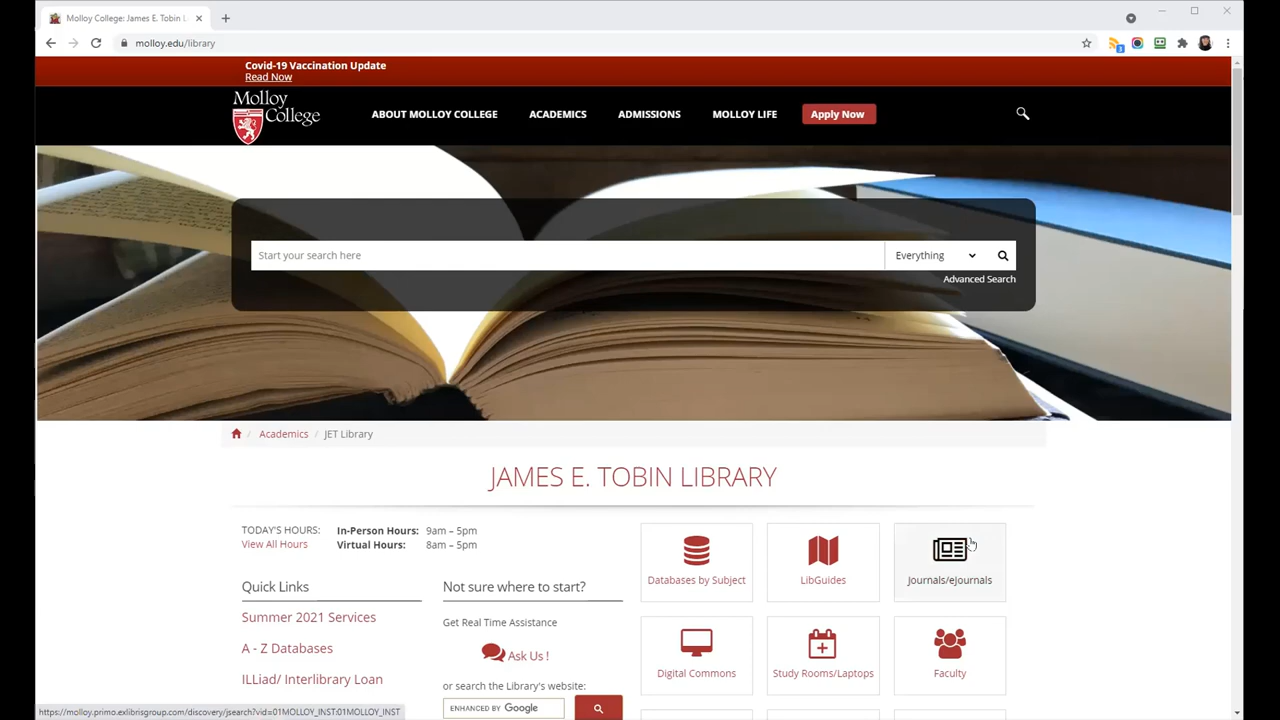 Molloy College: James E. Tobin L
molloy.edu/library
3
Covid-19 Vaccination Update
Read Now
Molloy
College
ABOUT MOLLOY COLLEGE
ACADEMICS
ADMISSIONS
MOLLOY LIFE
Apply Now
Start your search here
Everything
Advanced Search
Academics / JET Library
JAMES E. TOBIN LIBRARY
TODAY'S HOURS:
View All Hours
In-Person Hours: 9am – 5pm
Virtual Hours: 8am – 5pm
Databases by Subject
LibGuides
Journals/eJournals
Quick Links
Summer 2021 Services
A - Z Databases
ILLiad/ Interlibrary Loan
Not sure where to start?
Get Real Time Assistance
Ask Us !
or search the Library's website:
ENHANCED BY Google
Digital Commons
Study Rooms/Laptops
Faculty
https://molloy.primo.exlibrisgroup.com/discovery/jsearch?vid=01MOLLOY_INST:01MOLLOY_INST